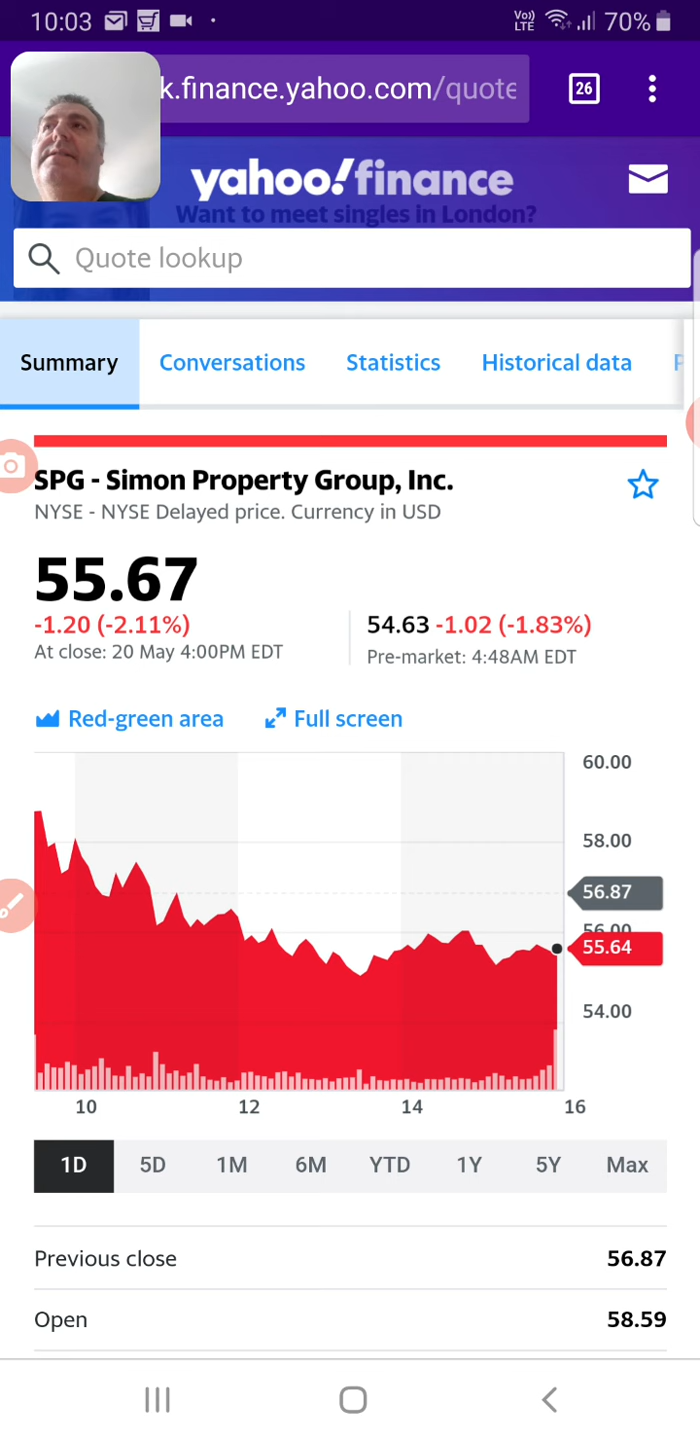 10:03 Vo)) LTE 70%
k.finance.yahoo.com/quote 26
yahoo!finance
Want to meet singles in London?
Quote lookup
Summary Conversations Statistics Historical data
SPG - Simon Property Group, Inc.
NYSE - NYSE Delayed price. Currency in USD
55.67
-1.20 (-2.11%) 54.63 -1.02 (-1.83%)
At close: 20 May 4:00PM EDT Pre-market: 4:48AM EDT
Red-green area Full screen
60.00
58.00
56.87
56.00
55.64
54.00
10 12 14 16
1D 5D 1M 6M YTD 1Y 5Y Max
Previous close 56.87
Open 58.59